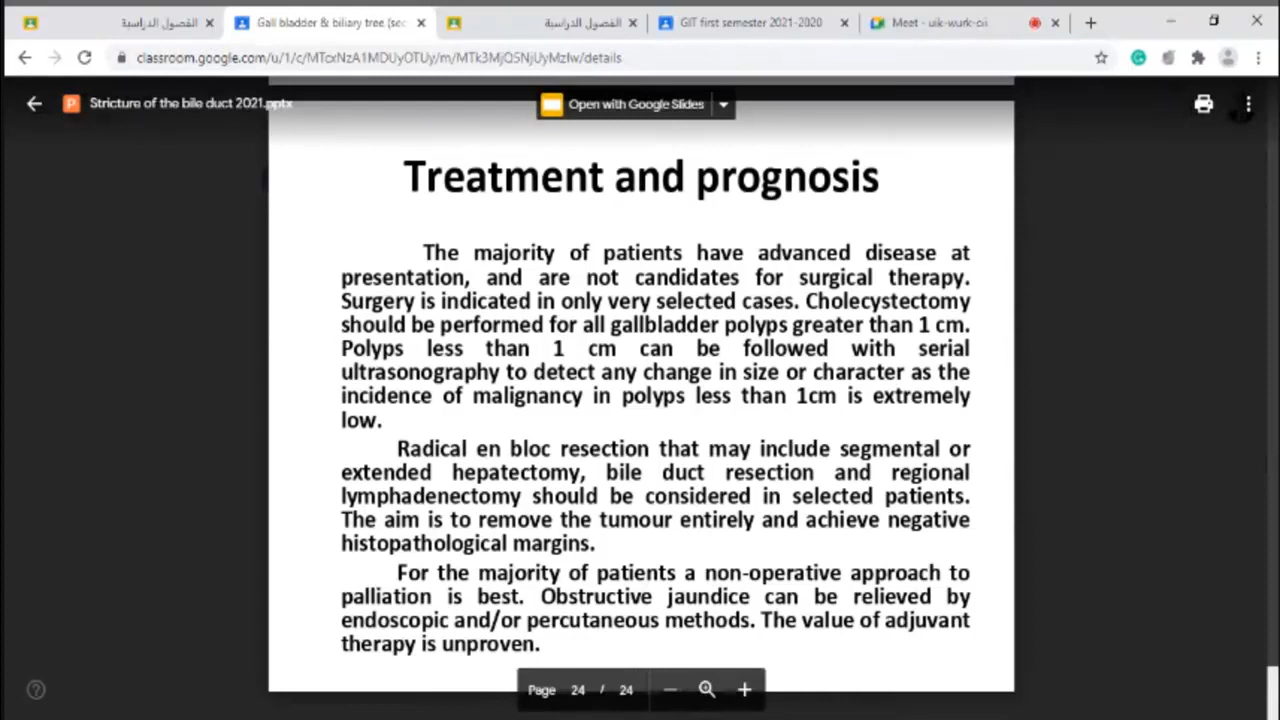 الفصول الدراسية
Gall bladder & biliary tree (sec
الفصول الدراسية
GIT first semester 2021-2020
Meet - uik-wurk-oii
Stricture of the bile duct 2021.pptx
Open with Google Slides
Treatment and prognosis
The majority of patients have advanced disease at
presentation, and are not candidates for surgical therapy.
Surgery is indicated in only very selected cases. Cholecystectomy
should be performed for all gallbladder polyps greater than 1 cm.
Polyps less than 1 cm can be followed with serial
ultrasonography to detect any change in size or character as the
incidence of malignancy in polyps less than 1cm is extremely
low.
Radical en bloc resection that may include segmental or
extended hepatectomy, bile duct resection and regional
lymphadenectomy should be considered in selected patients.
The aim is to remove the tumour entirely and achieve negative
histopathological margins.
For the majority of patients a non-operative approach to
palliation is best. Obstructive jaundice can be relieved by
endoscopic and/or percutaneous methods. The value of adjuvant
therapy is unproven.
Page 24 / 24